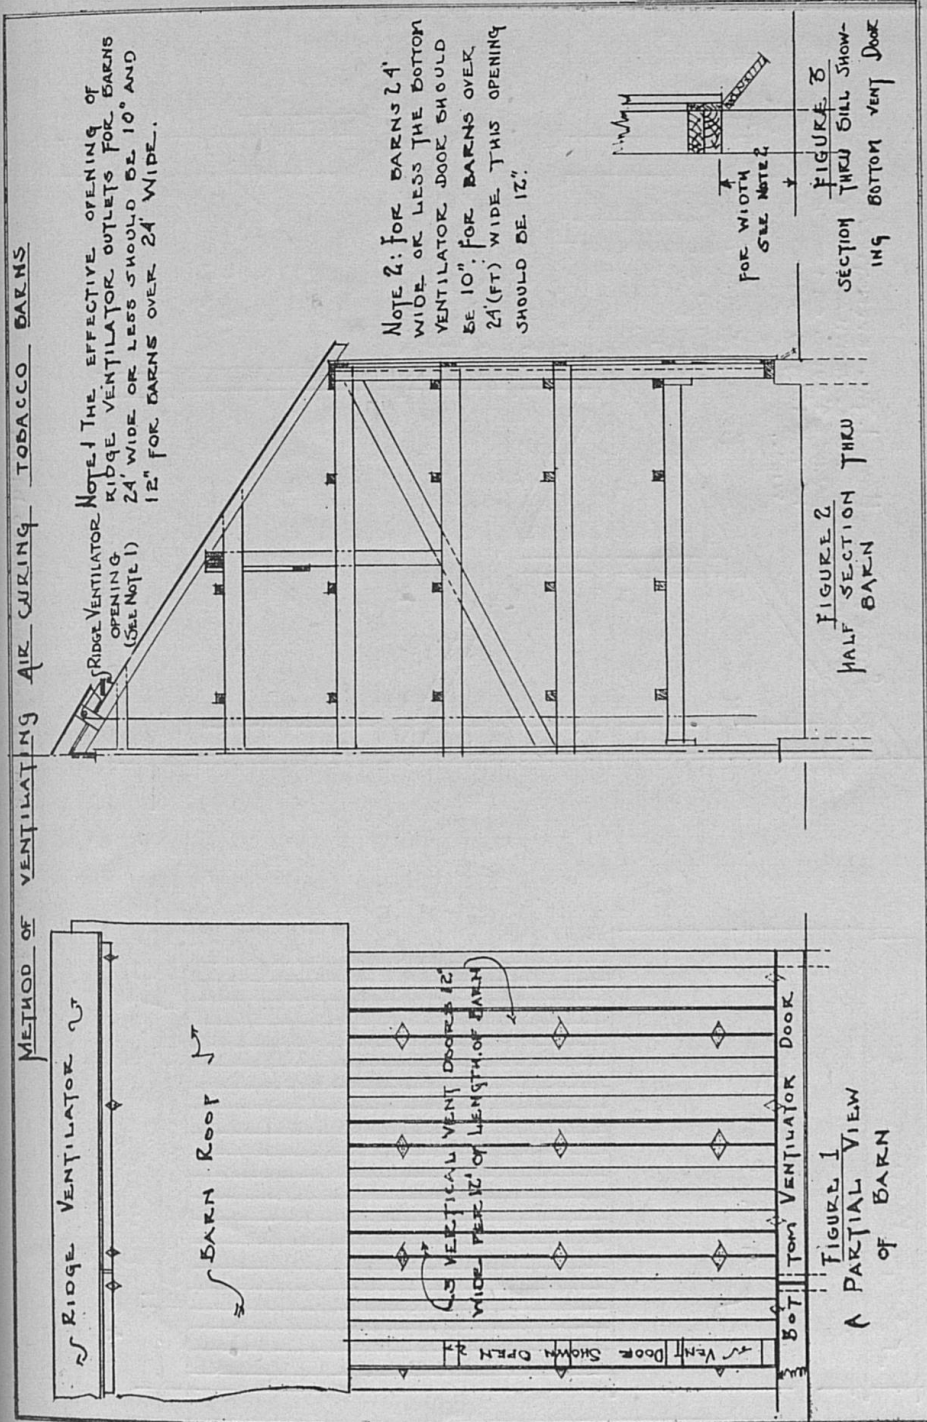 METHOD OF VENTILATING AIR CURING TOBACCO BARNS
RIDGE VENTILATOR
BARN ROOF
3 VERTICAL VENT DOORS 12"
WIDE PER 12' OF LENGTH OF BARN
VENT DOOR SHOWN OPEN
BOTTOM VENTILATOR DOOR
FIGURE 1
A PARTIAL VIEW
OF BARN
RIDGE VENTILATOR
OPENING
(SEE NOTE 1)
NOTE 1 THE EFFECTIVE OPENING OF
RIDGE VENTILATOR OUTLETS FOR BARNS
24' WIDE OR LESS SHOULD BE 10" AND
12" FOR BARNS OVER 24' WIDE.
FIGURE 2
HALF SECTION THRU
BARN
NOTE 2: FOR BARNS 24'
WIDE OR LESS THE BOTTOM
VENTILATOR DOOR SHOULD
BE 10"; FOR BARNS OVER
24'(FT) WIDE THIS OPENING
SHOULD BE 12".
FOR WIDTH
SEE NOTE 2
FIGURE 3
SECTION THRU SILL SHOW-
ING BOTTOM VENT DOOR